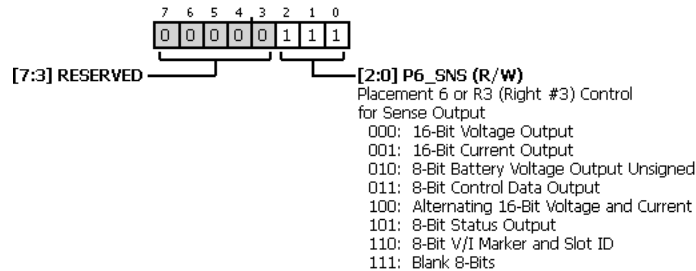 7 6 5 4 3 2 1 0
0 0 0 0 0 1 1 1
[7:3] RESERVED
[2:0] P6_SNS (R/W)
Placement 6 or R3 (Right #3) Control
for Sense Output
000: 16-Bit Voltage Output
001: 16-Bit Current Output
010: 8-Bit Battery Voltage Output Unsigned
011: 8-Bit Control Data Output
100: Alternating 16-Bit Voltage and Current
101: 8-Bit Status Output
110: 8-Bit V/I Marker and Slot ID
111: Blank 8-Bits